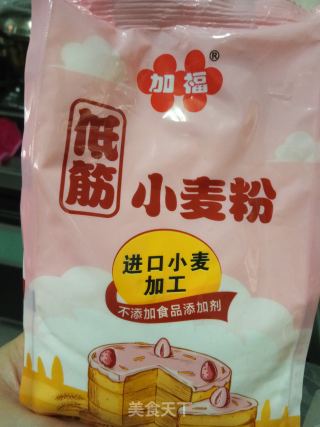 加福®
低筋
小麦粉
进口小麦
加工
不添加食品添加剂
美食天下